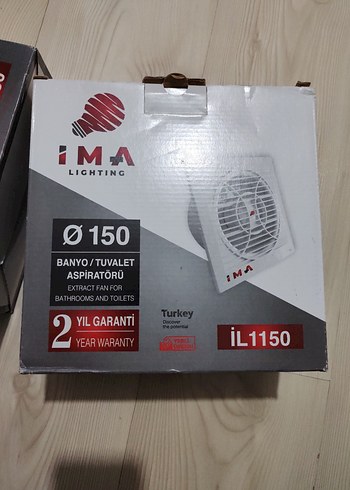 IMA
LIGHTING
Ø 150
BANYO / TUVALET
ASPİRATÖRÜ
EXTRACT FAN FOR
BATHROOMS AND TOILETS
2 YIL GARANTİ
YEAR WARANTY
IMA
Turkey
Discover
the potential
İL1150